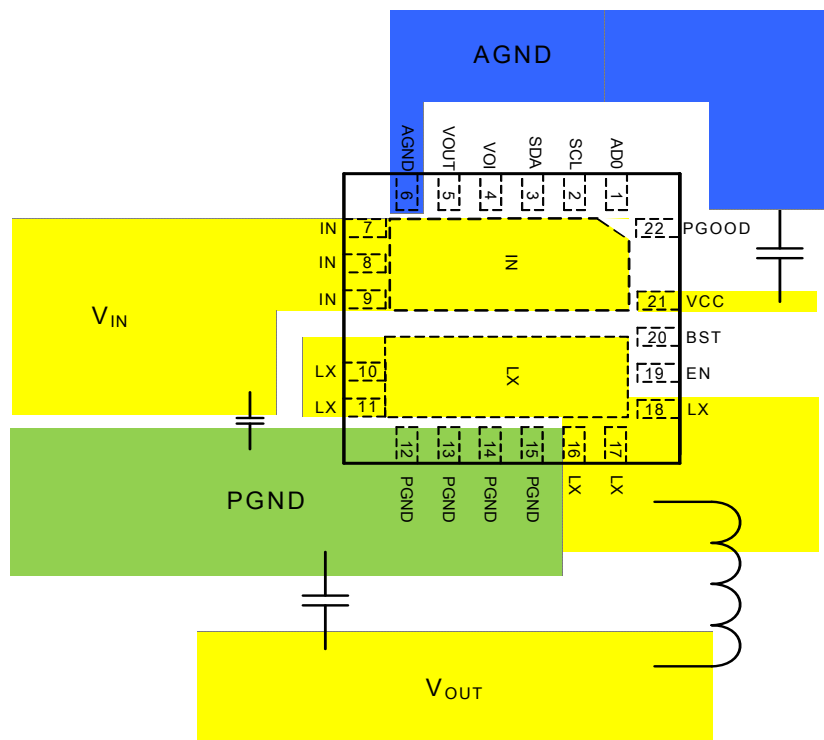 AGND
AGND
VOUT
VOI
SDA
SCL
AD0
6
5
4
3
2
1
IN 7
22 PGOOD
IN 8
IN
IN 9
21 VCC
VIN
20 BST
LX 10
LX
19 EN
LX 11
18 LX
12
13
14
15
16
17
PGND
PGND
PGND
PGND
PGND
LX
LX
VOUT